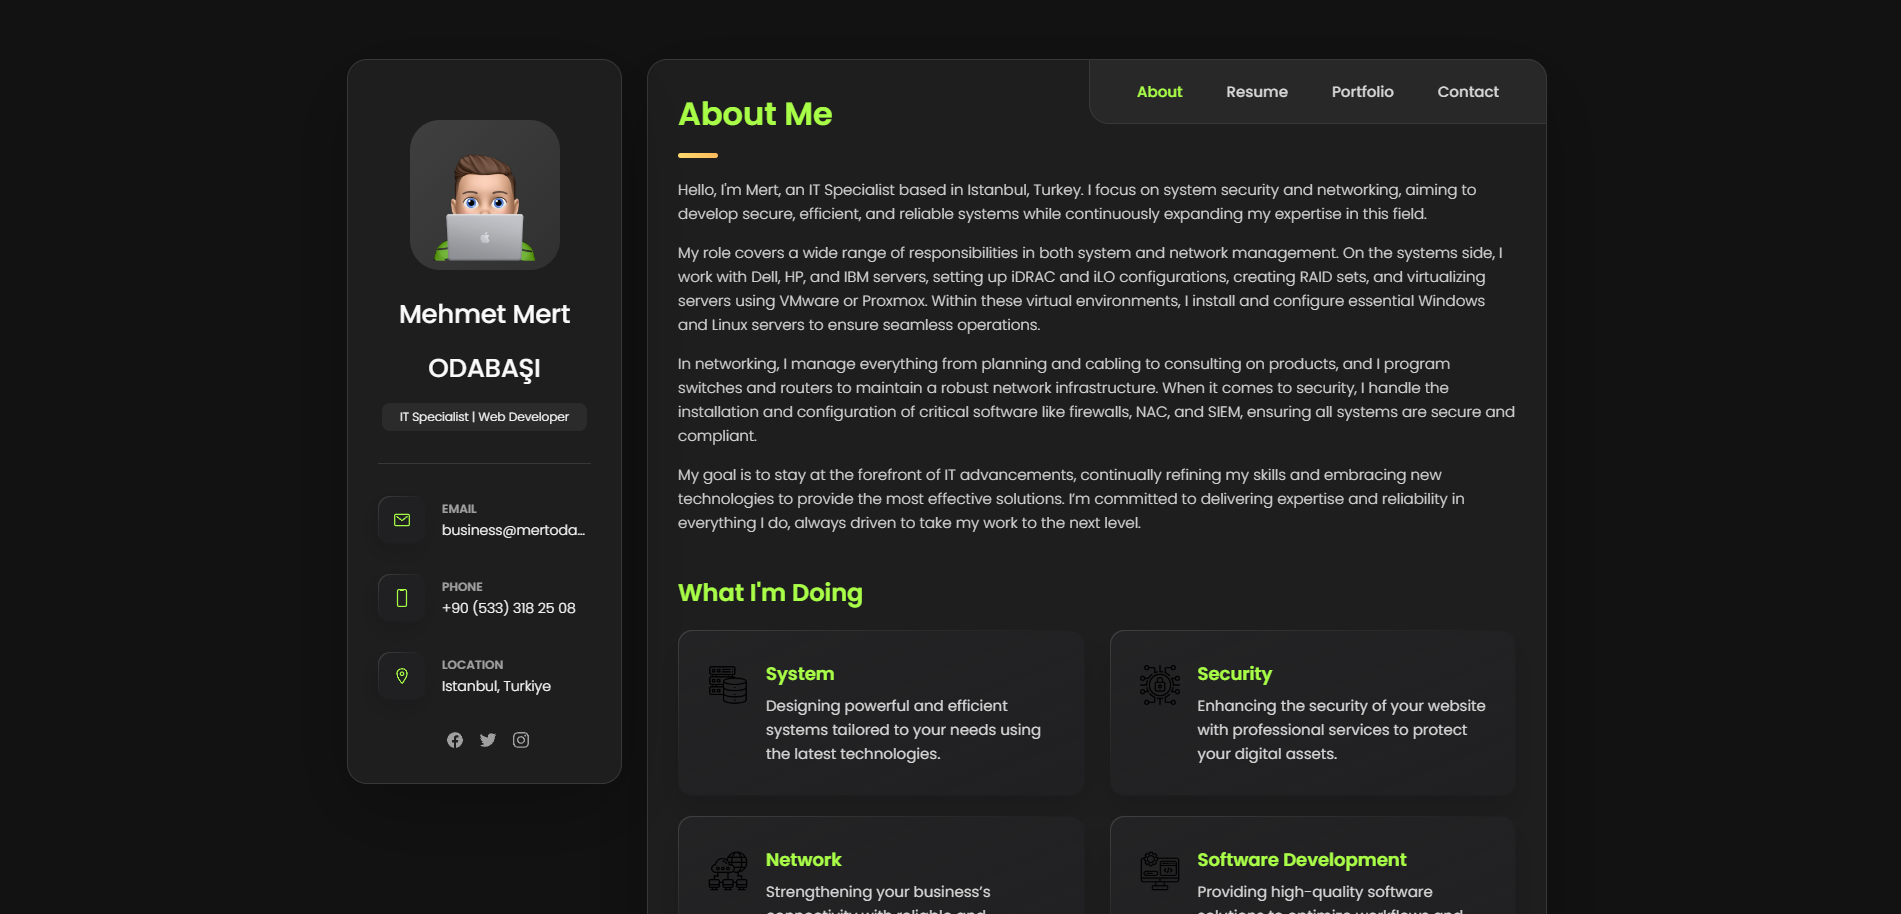 Mehmet Mert
ODABAŞI
IT Specialist | Web Developer
EMAIL
business@mertoda...
PHONE
+90 (533) 318 25 08
LOCATION
Istanbul, Turkiye
About
Resume
Portfolio
Contact
About Me
Hello, I'm Mert, an IT Specialist based in Istanbul, Turkey. I focus on system security and networking, aiming to
develop secure, efficient, and reliable systems while continuously expanding my expertise in this field.
My role covers a wide range of responsibilities in both system and network management. On the systems side, I
work with Dell, HP, and IBM servers, setting up iDRAC and iLO configurations, creating RAID sets, and virtualizing
servers using VMware or Proxmox. Within these virtual environments, I install and configure essential Windows
and Linux servers to ensure seamless operations.
In networking, I manage everything from planning and cabling to consulting on products, and I program
switches and routers to maintain a robust network infrastructure. When it comes to security, I handle the
installation and configuration of critical software like firewalls, NAC, and SIEM, ensuring all systems are secure and
compliant.
My goal is to stay at the forefront of IT advancements, continually refining my skills and embracing new
technologies to provide the most effective solutions. I’m committed to delivering expertise and reliability in
everything I do, always driven to take my work to the next level.
What I'm Doing
System
Designing powerful and efficient
systems tailored to your needs using
the latest technologies.
Security
Enhancing the security of your website
with professional services to protect
your digital assets.
Network
Strengthening your business’s
connectivity with reliable and
Software Development
Providing high-quality software
solutions to optimize workflows and